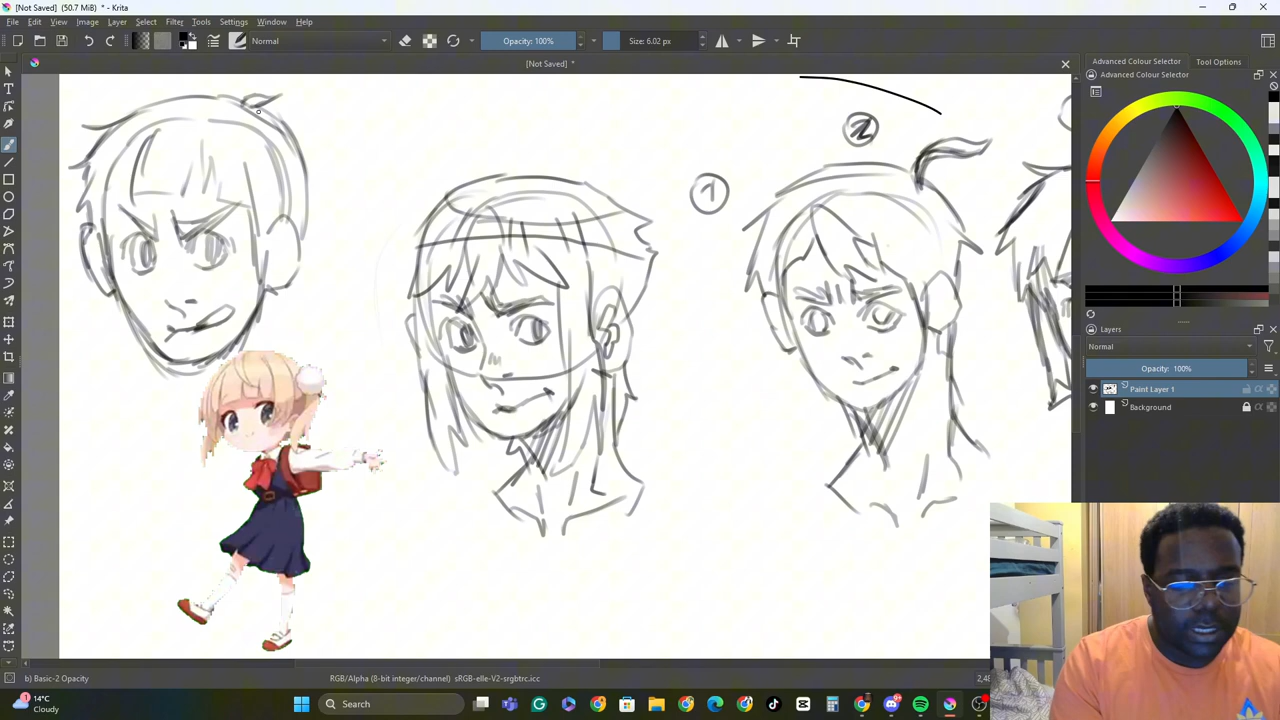 [Not Saved] (50.7 MiB) * - Krita
File Edit View Image Layer Select Filter Tools Settings Window Help
Normal
Opacity: 100%
Size: 6.02 px
[Not Saved] *
Advanced Colour Selector Tool Options
Advanced Colour Selector
1
2
Layers
Normal
Opacity: 100%
Paint Layer 1
Background
b) Basic-2 Opacity
RGB/Alpha (8-bit integer/channel) sRGB-elle-V2-srgbtrc.icc
2,48
1
14°C
Cloudy
Search